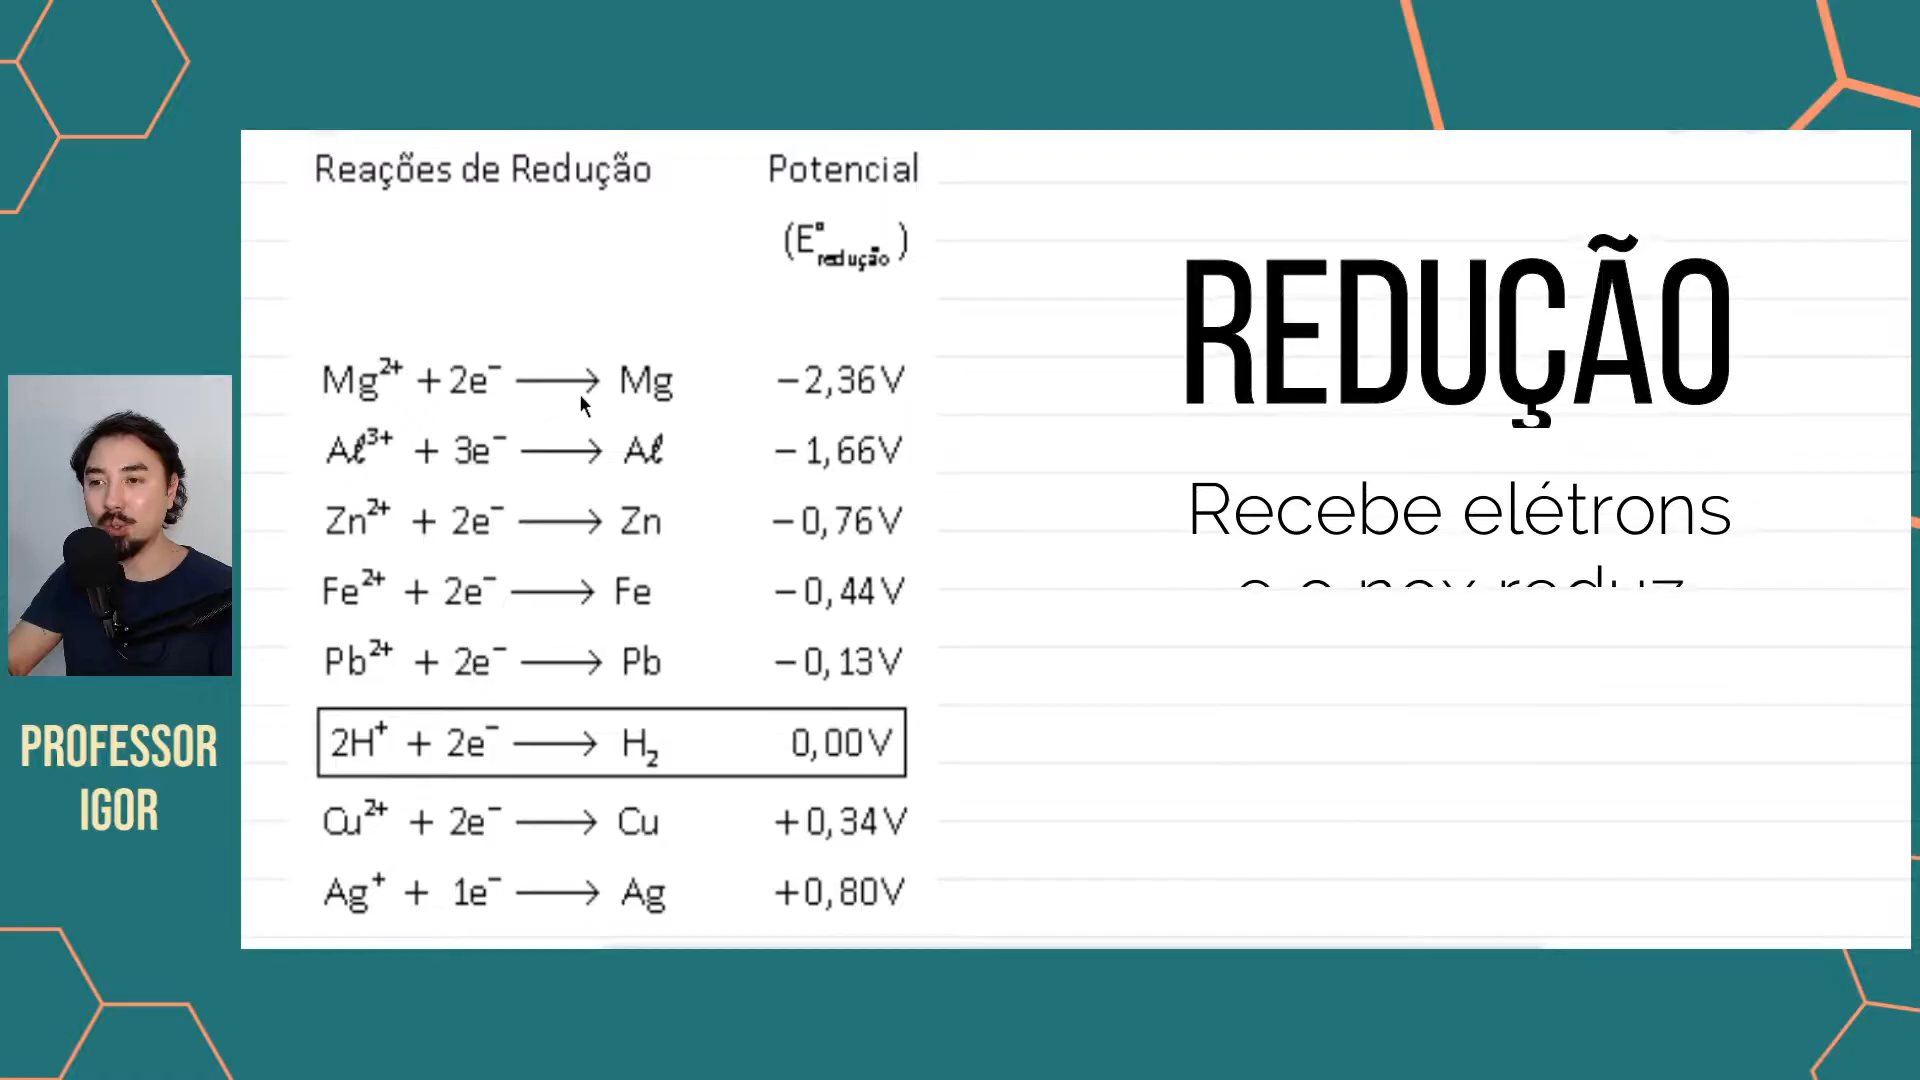 Reações de Redução Potencial
(E°redução)
Mg²⁺ + 2e⁻ ⟶ Mg −2,36V
Aℓ³⁺ + 3e⁻ ⟶ Aℓ −1,66V
Zn²⁺ + 2e⁻ ⟶ Zn −0,76V
Fe²⁺ + 2e⁻ ⟶ Fe −0,44V
Pb²⁺ + 2e⁻ ⟶ Pb −0,13V
2H⁺ + 2e⁻ ⟶ H₂ 0,00V
Cu²⁺ + 2e⁻ ⟶ Cu +0,34V
Ag⁺ + 1e⁻ ⟶ Ag +0,80V
REDUÇÃO
Recebe elétrons
e o nox reduz
PROFESSOR
IGOR